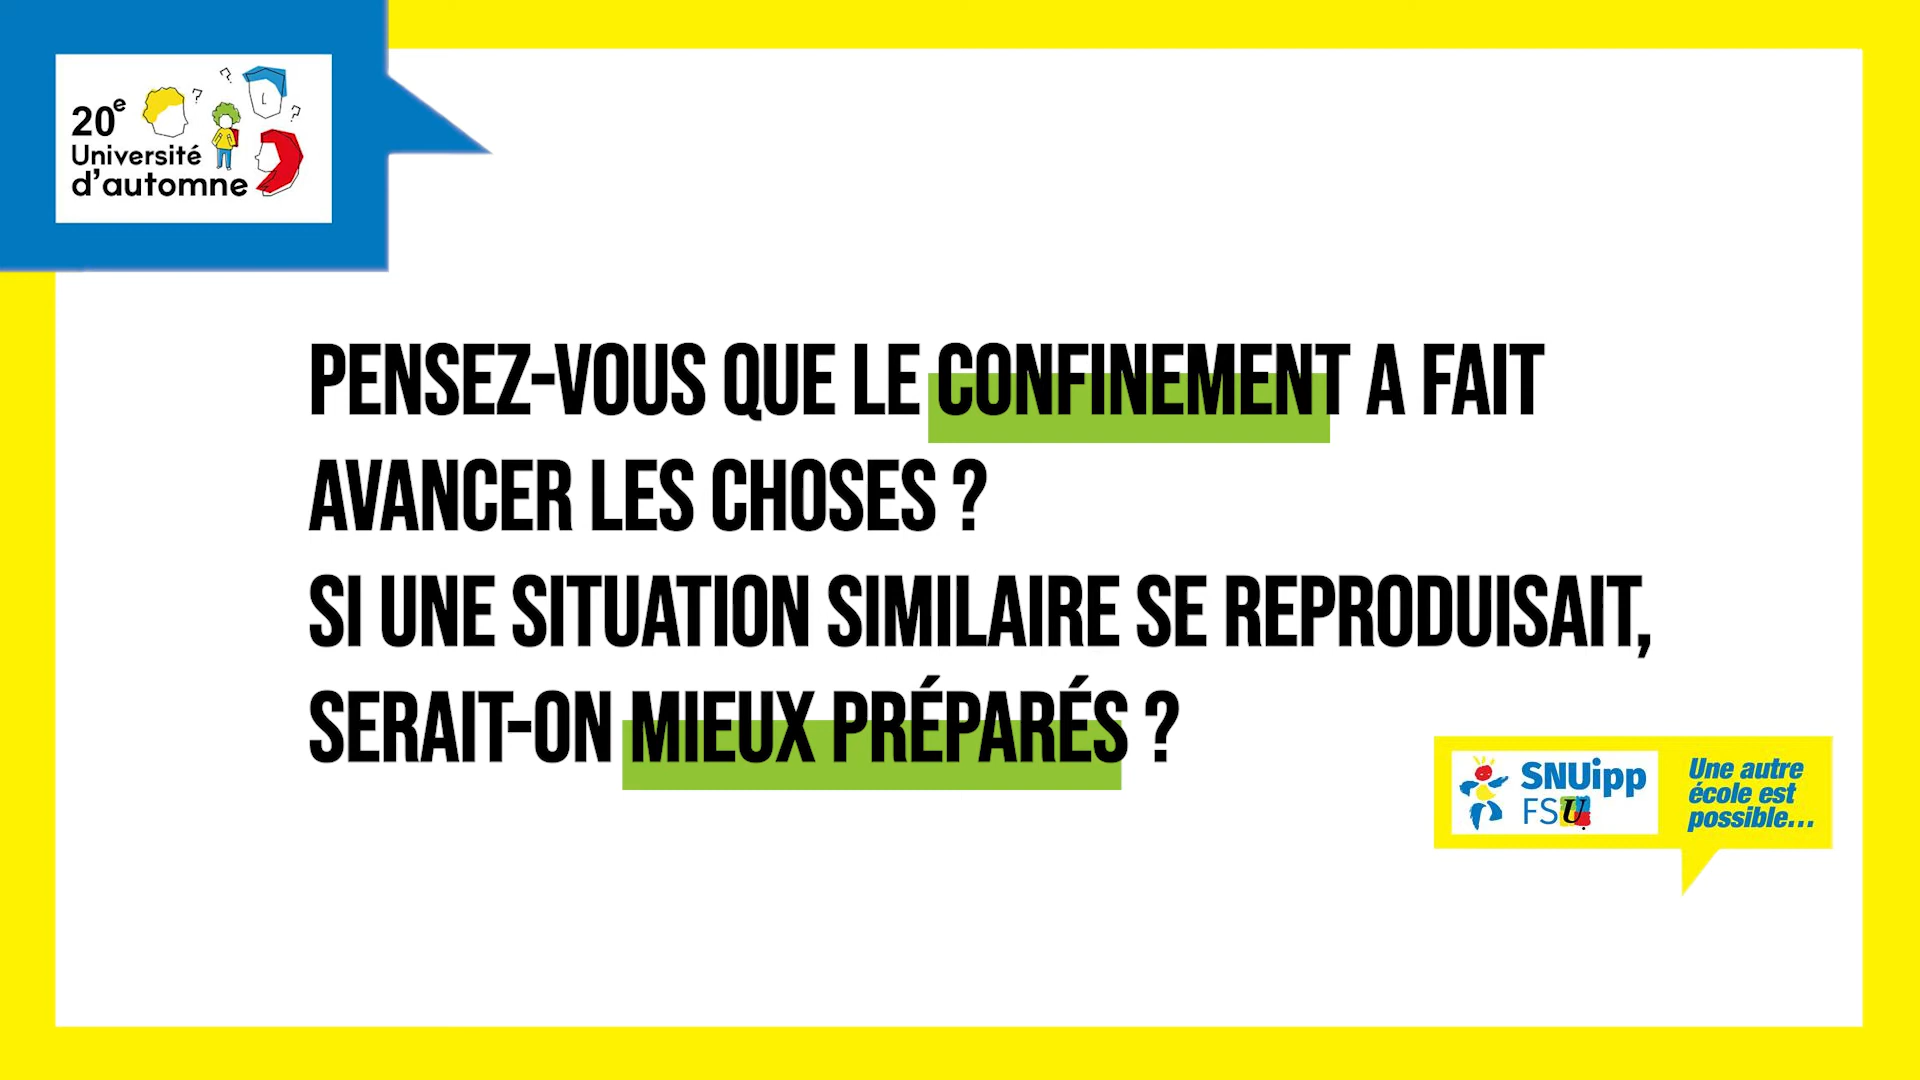 20e
Université
d'automne
PENSEZ-VOUS QUE LE CONFINEMENT A FAIT
AVANCER LES CHOSES ?
SI UNE SITUATION SIMILAIRE SE REPRODUISAIT,
SERAIT-ON MIEUX PRÉPARÉS ?
SNUipp
FSU
Une autre
école est
possible...